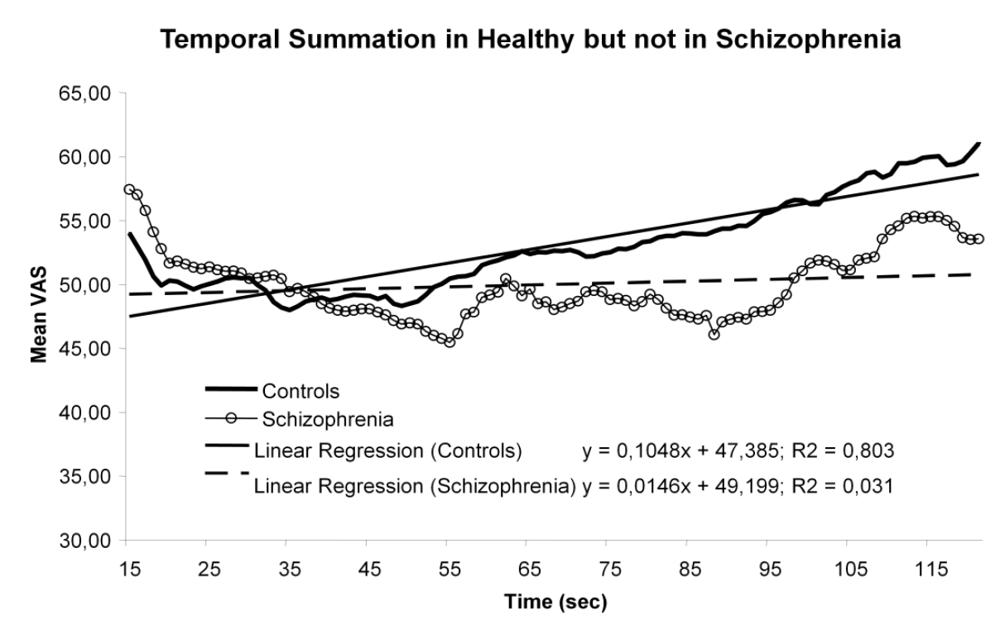 Temporal Summation in Healthy but not in Schizophrenia
65,00
60,00
55,00
50,00
45,00
40,00
35,00
30,00
Mean VAS
Controls
Schizophrenia
Linear Regression (Controls) y = 0,1048x + 47,385; R2 = 0,803
Linear Regression (Schizophrenia) y = 0,0146x + 49,199; R2 = 0,031
15 25 35 45 55 65 75 85 95 105 115
Time (sec)